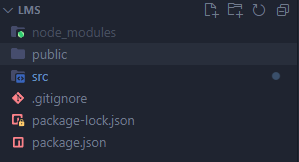 LMS
node_modules
public
src
.gitignore
package-lock.json
package.json